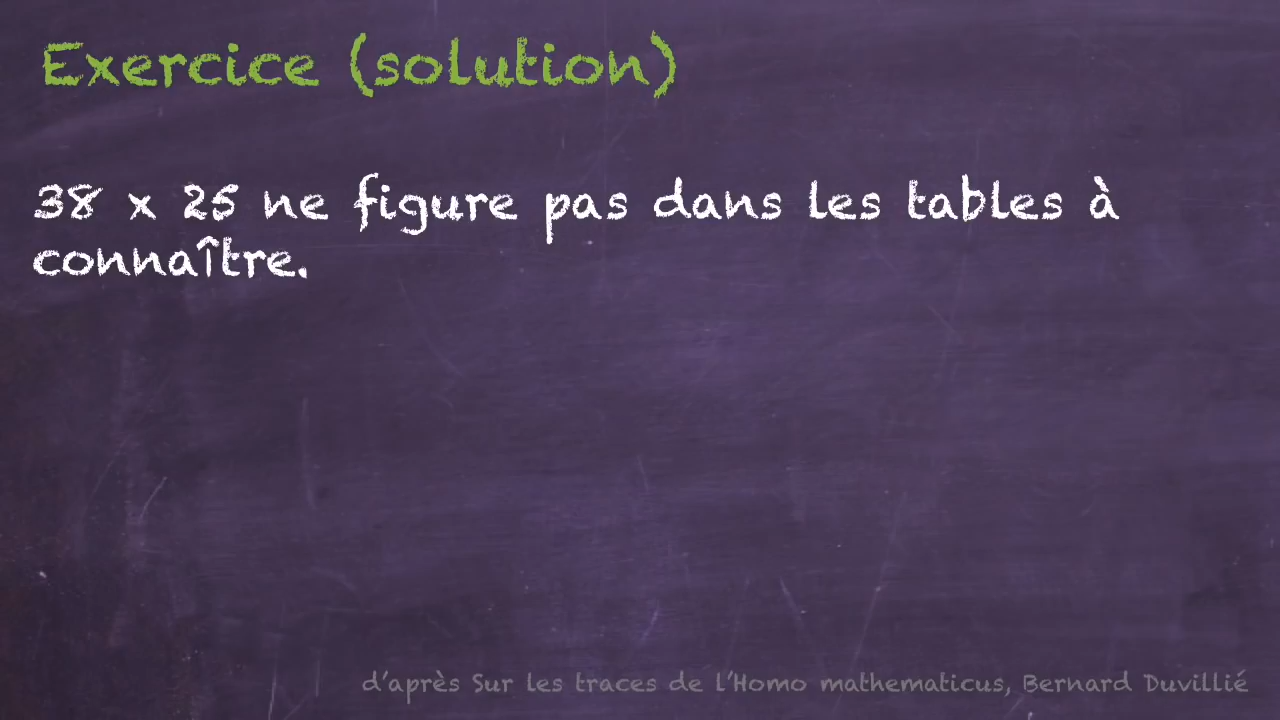 Exercice (solution)
38 x 25 ne figure pas dans les tables à
connaître.
d'après Sur les traces de l'Homo mathematicus, Bernard Duvillié